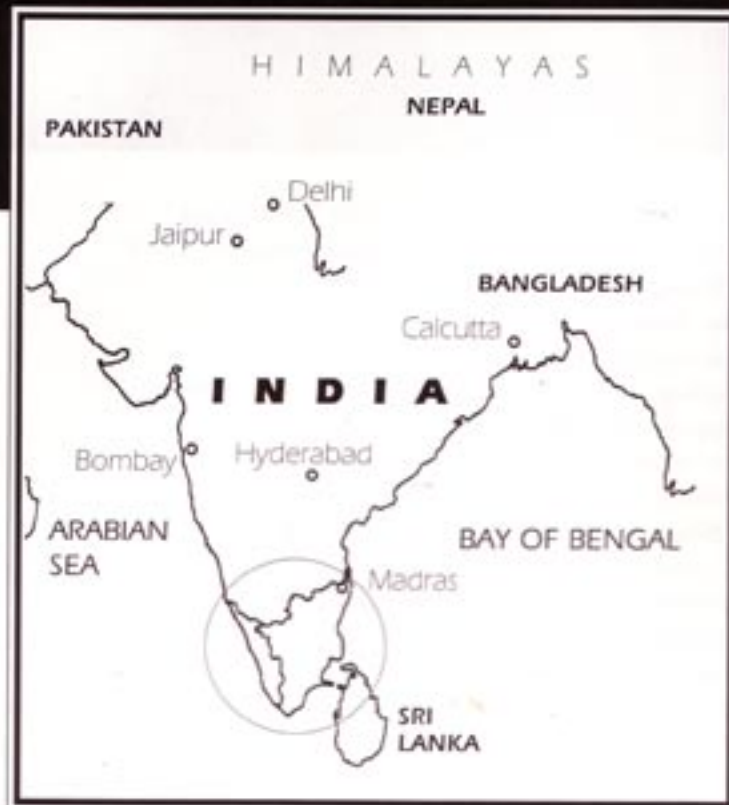 HIMALAYAS
NEPAL
PAKISTAN
Delhi
Jaipur
BANGLADESH
Calcutta
INDIA
Bombay
Hyderabad
ARABIAN
SEA
BAY OF BENGAL
Madras
SRI
LANKA